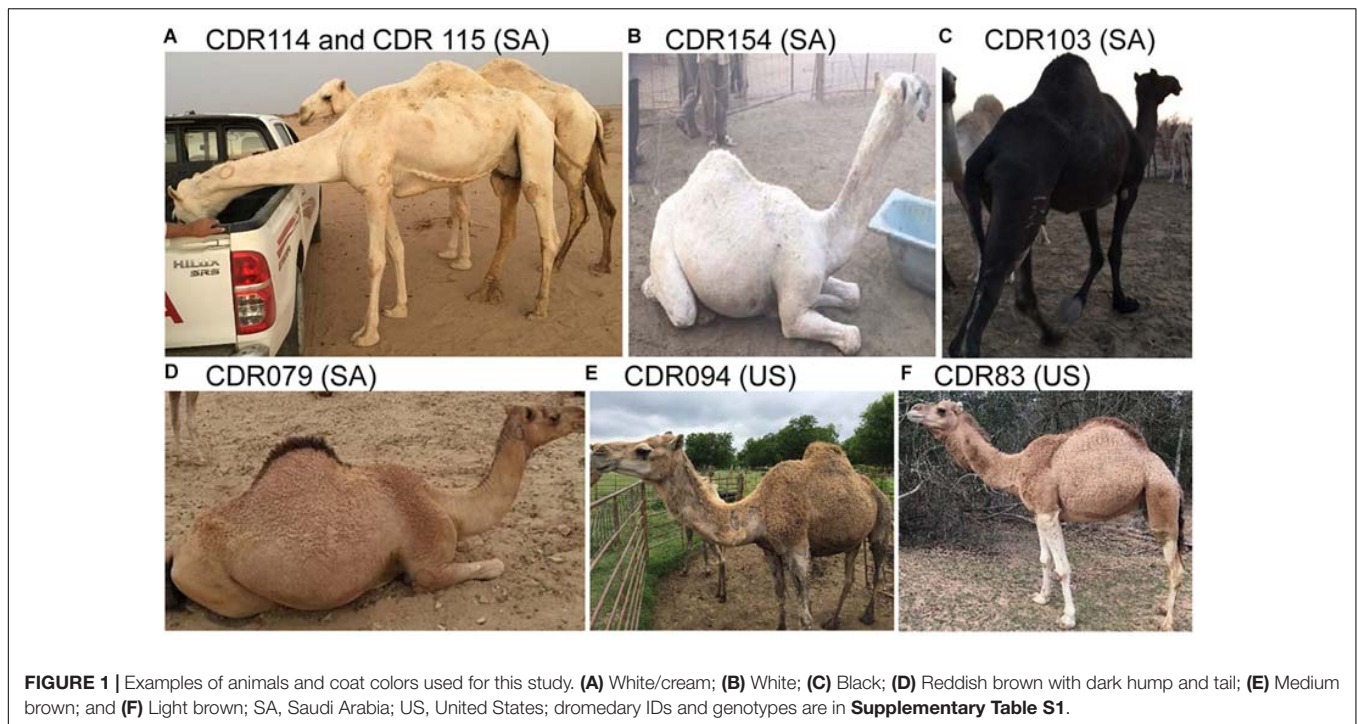 A CDR114 and CDR 115 (SA)
B CDR154 (SA)
C CDR103 (SA)
HILUX
SR5
A
D CDR079 (SA)
E CDR094 (US)
F CDR83 (US)
FIGURE 1 | Examples of animals and coat colors used for this study. (A) White/cream; (B) White; (C) Black; (D) Reddish brown with dark hump and tail; (E) Medium
brown; and (F) Light brown; SA, Saudi Arabia; US, United States; dromedary IDs and genotypes are in Supplementary Table S1.